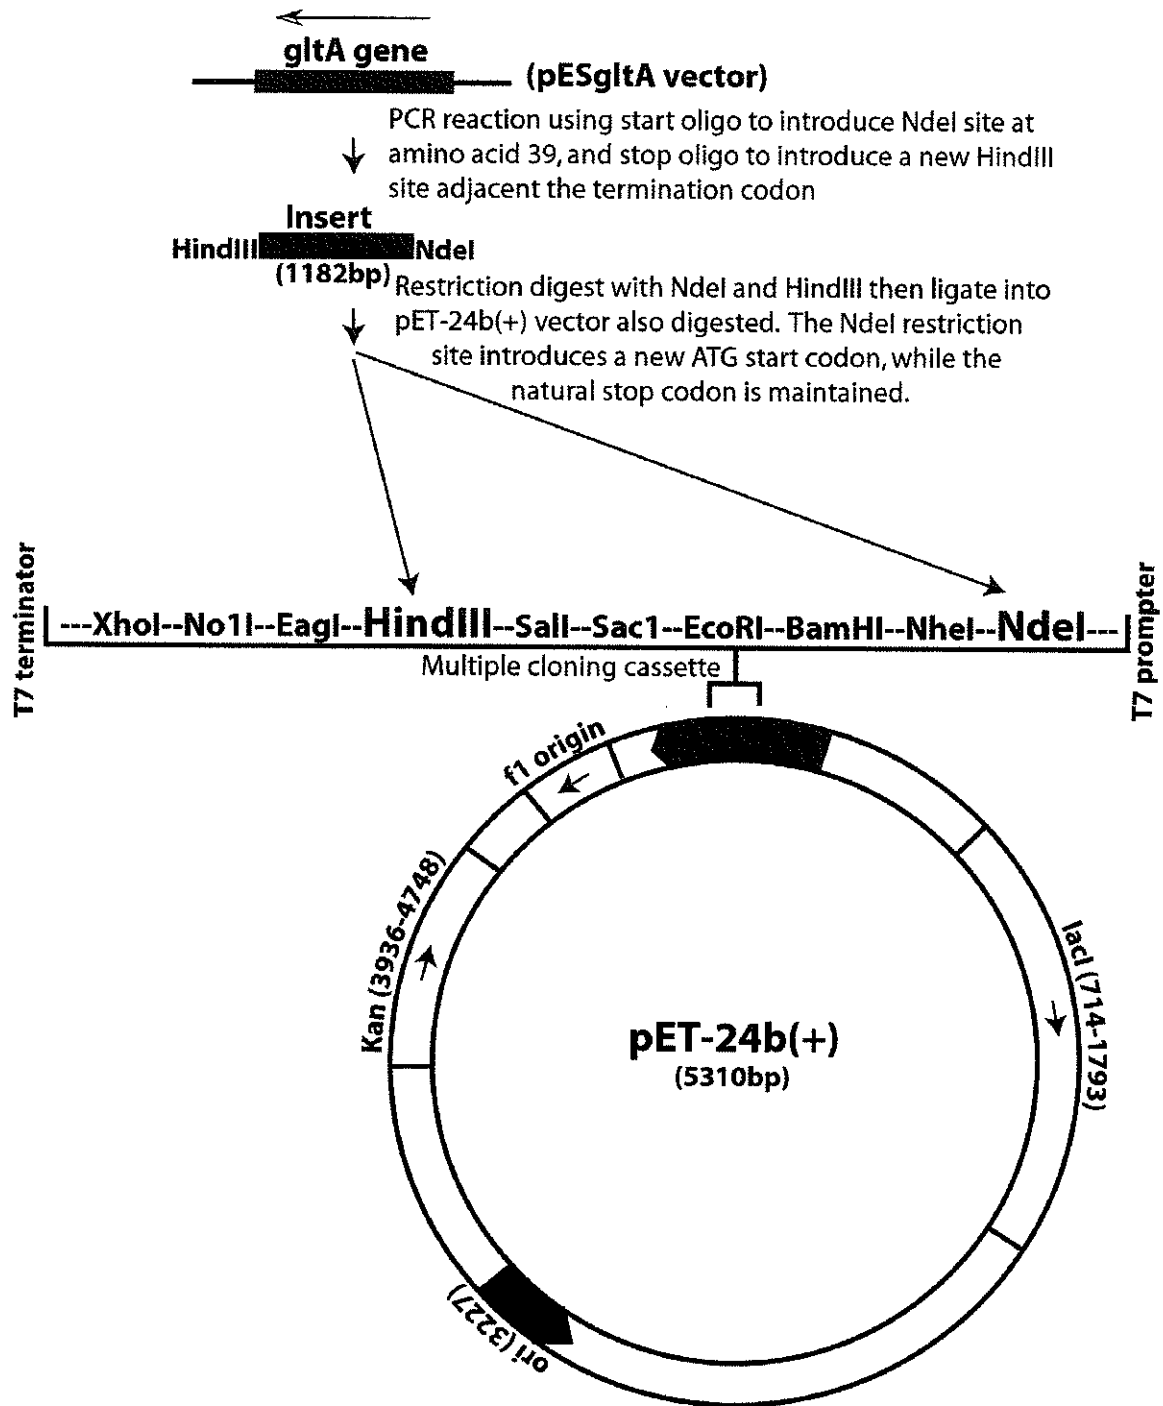 gltA gene
(pESgltA vector)
PCR reaction using start oligo to introduce NdeI site at
amino acid 39, and stop oligo to introduce a new HindIII
site adjacent the termination codon
Insert
HindIII NdeI
(1182bp)
Restriction digest with NdeI and HindIII then ligate into
pET-24b(+) vector also digested. The NdeI restriction
site introduces a new ATG start codon, while the
natural stop codon is maintained.
T7 terminator
---XhoI--No1I--EagI--HindIII--SalI--Sac1--EcoRI--BamHI--NheI--NdeI---
T7 prompter
Multiple cloning cassette
f1 origin
Kan (3936-4748)
lacI (714-1793)
pET-24b(+)
(5310bp)
ori (3227)